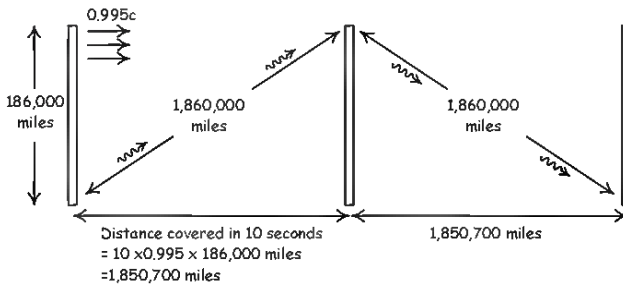 0.995c
186,000
miles
1,860,000
miles
1,860,000
miles
Distance covered in 10 seconds
= 10 x0.995 x 186,000 miles
=1,850,700 miles
1,850,700 miles